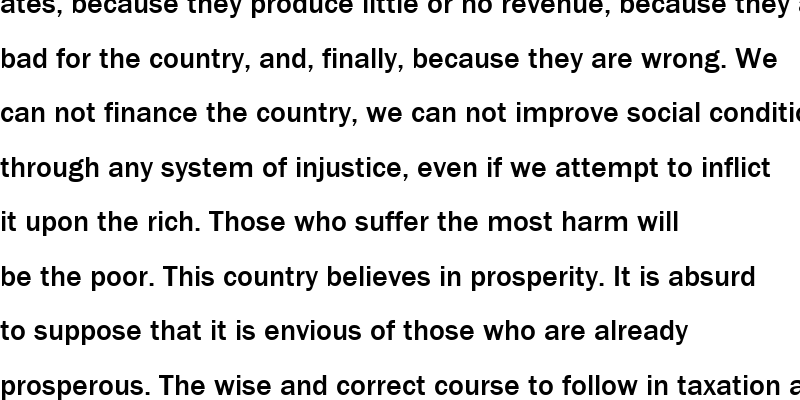 ates, because they produce little or no revenue, because they
bad for the country, and, finally, because they are wrong. We
can not finance the country, we can not improve social
through any system of injustice, even if we attempt to inflict
it upon the rich. Those who suffer the most harm will
be the poor. This country believes in prosperity. It is absurd
to suppose that it is envious of those who are already
prosperous. The wise and correct course to follow in taxation